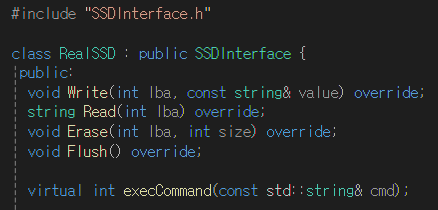 #include "SSDInterface.h"
class RealSSD : public SSDInterface {
public:
void Write(int lba, const string& value) override;
string Read(int lba) override;
void Erase(int lba, int size) override;
void Flush() override;
virtual int execCommand(const std::string& cmd);